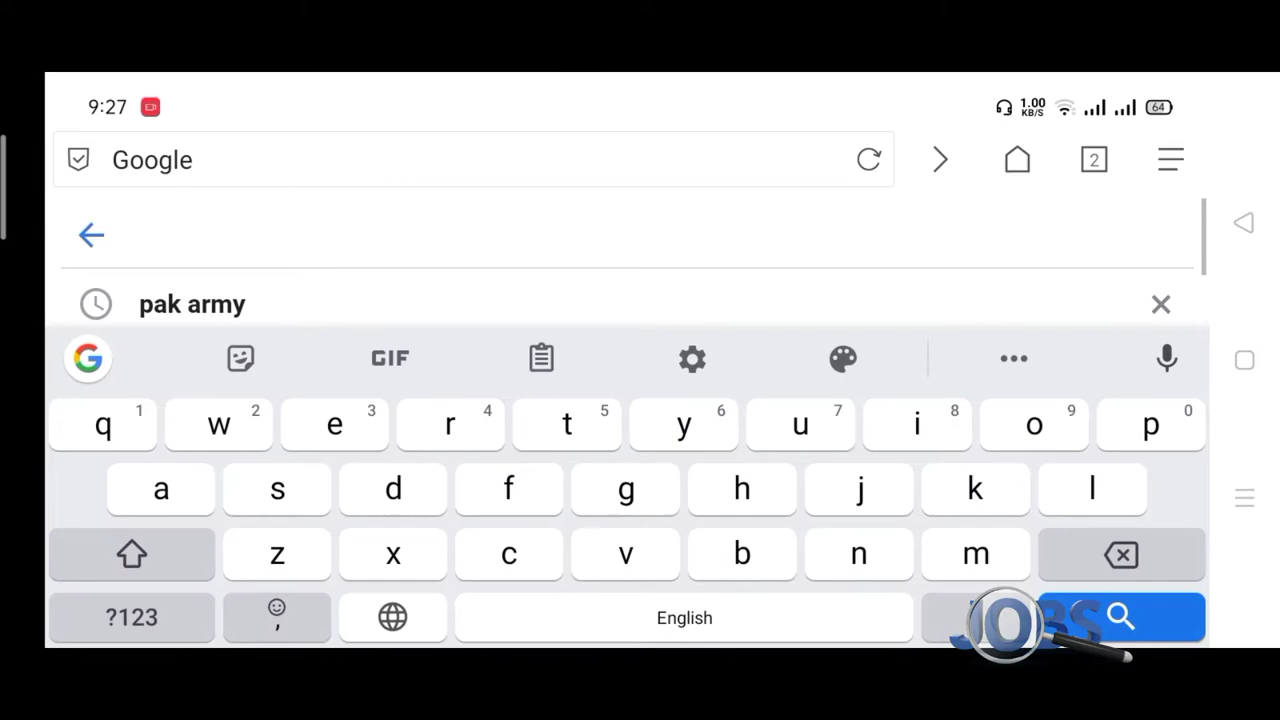 9:27 1.00 KB/S 64
Google 2
pak army
GIF
q 1 w 2 e 3 r 4 t 5 y 6 u 7 i 8 o 9 p 0
a s d f g h j k l
z x c v b n m
?123 , English
JOBS